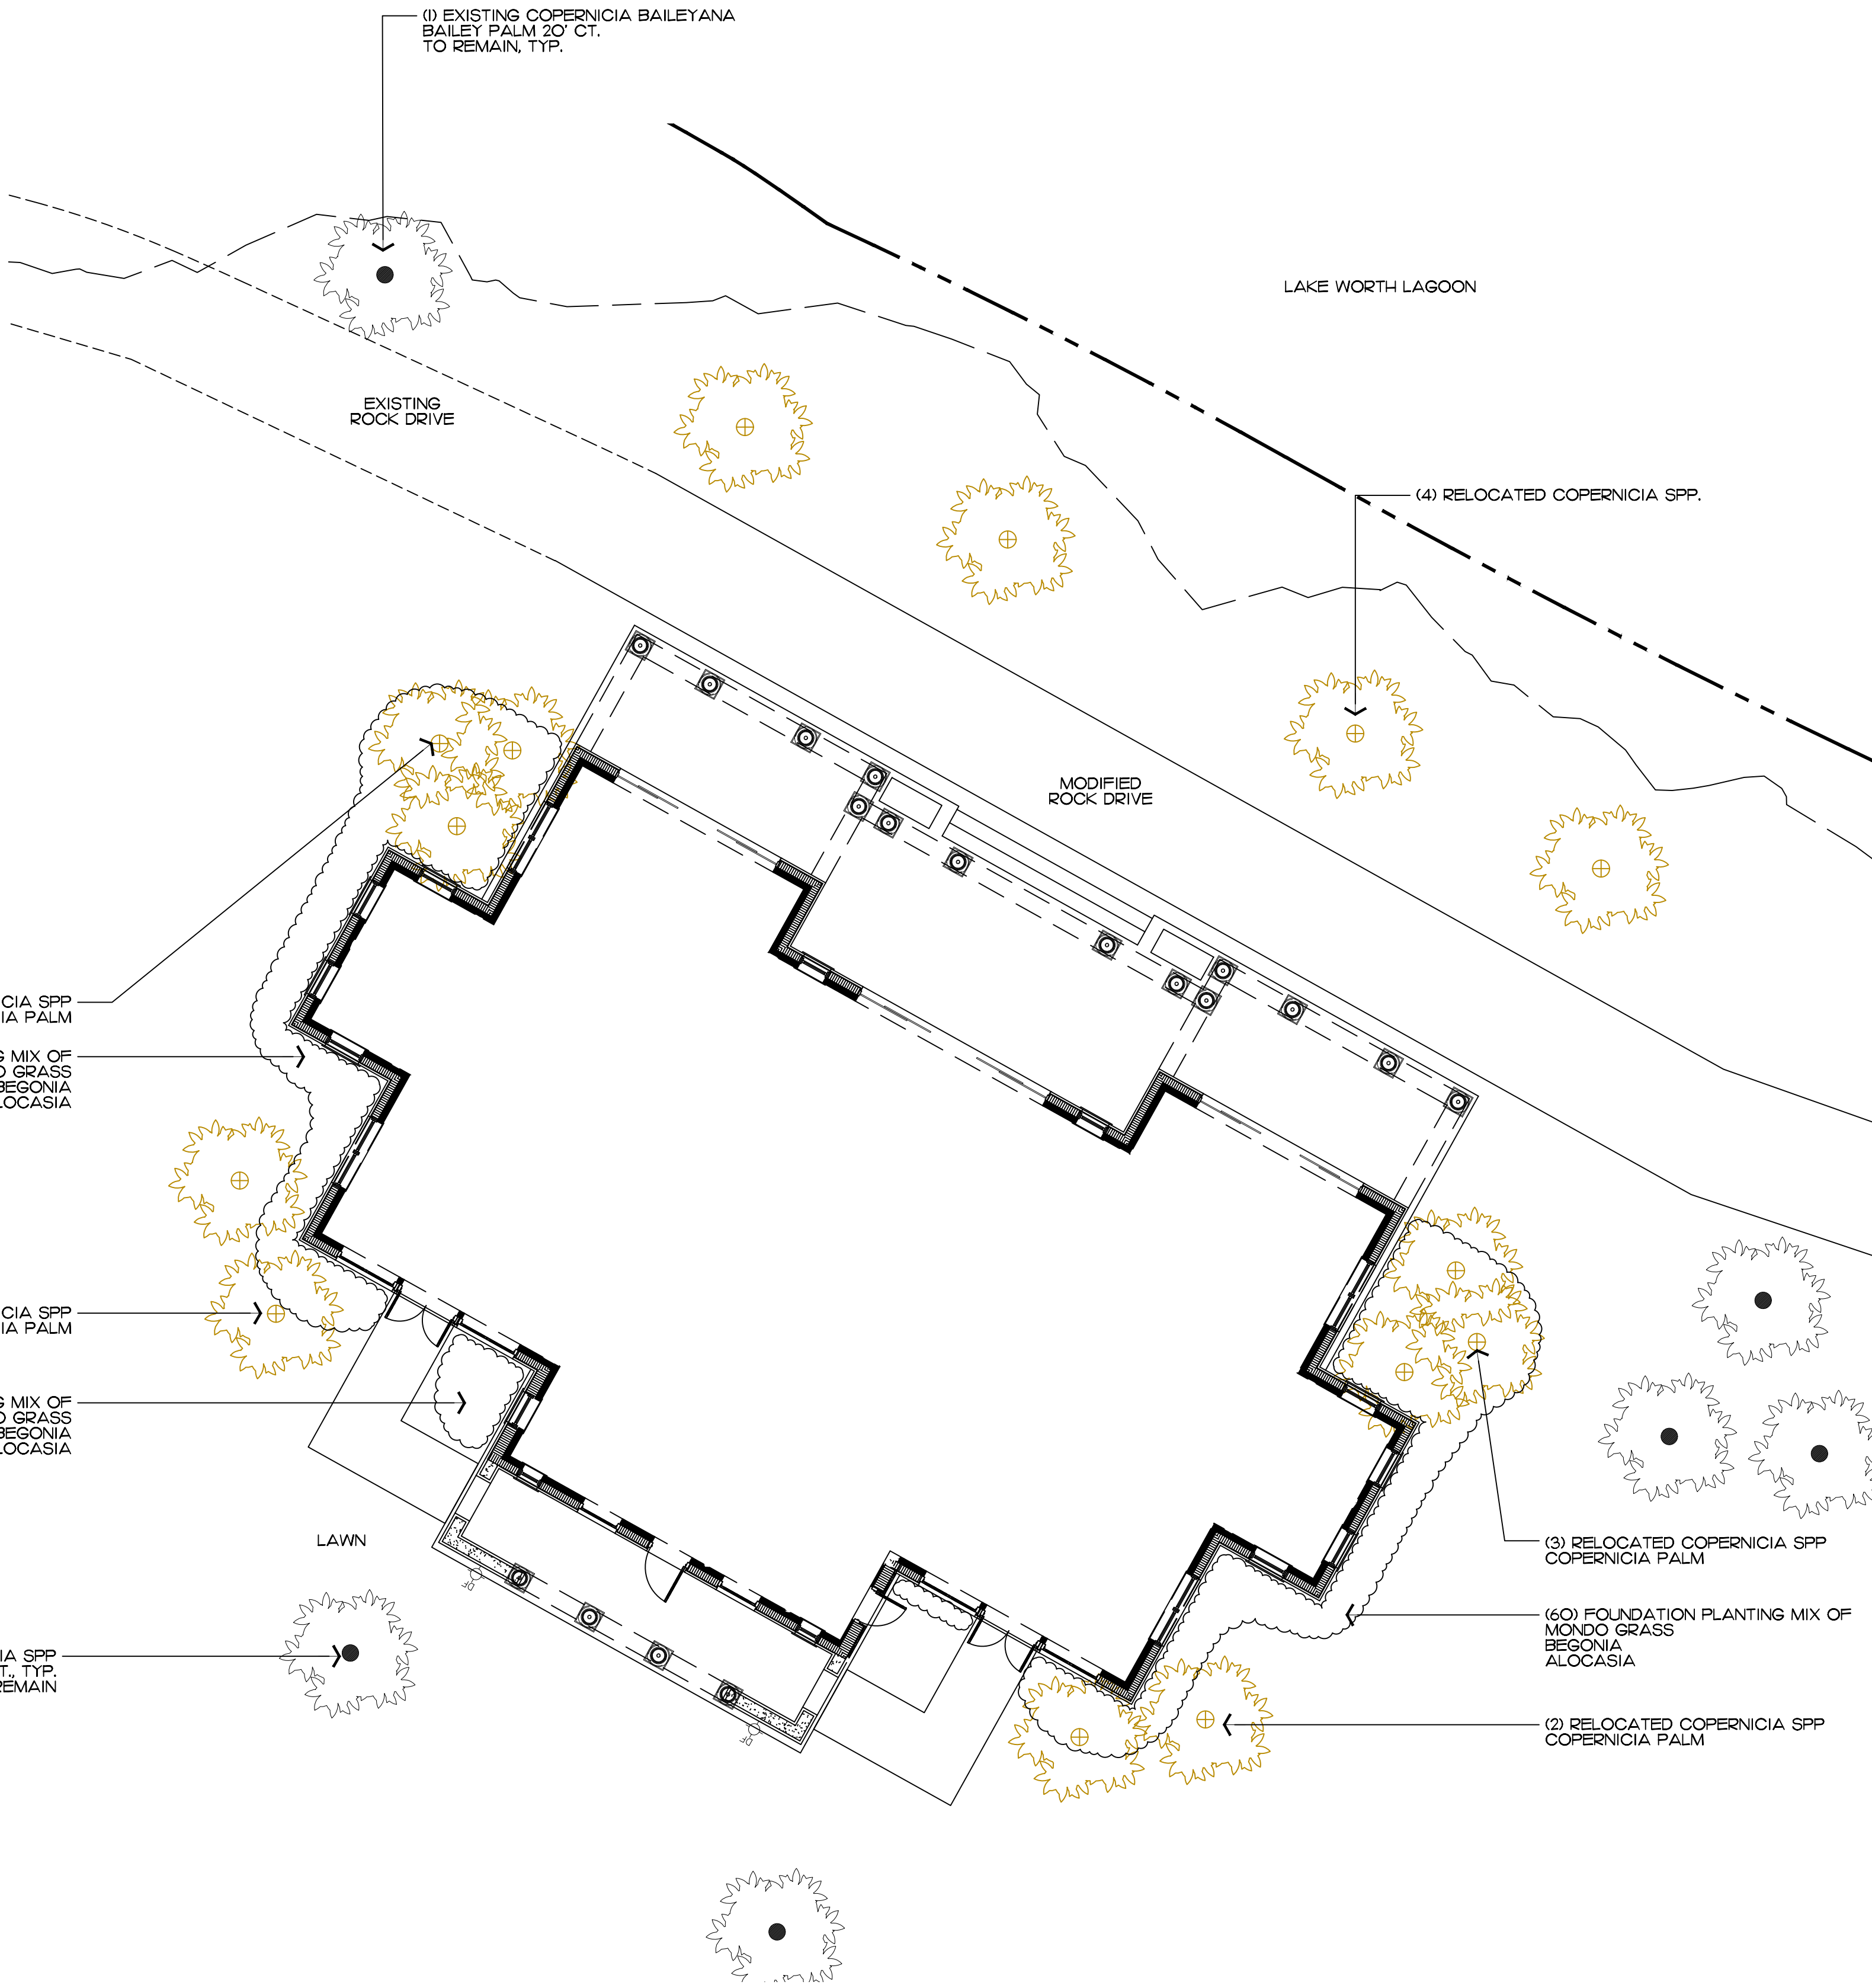 (1) EXISTING COPERNICIA BAILEYANA
BAILEY PALM 20' CT.
TO REMAIN, TYP.
LAKE WORTH LAGOON
EXISTING
ROCK DRIVE
(4) RELOCATED COPERNICIA SPP.
MODIFIED
ROCK DRIVE
CIA SPP
IA PALM
G MIX OF
O GRASS
BEGONIA
LOCASIA
CIA SPP
IA PALM
G MIX OF
O GRASS
BEGONIA
LOCASIA
LAWN
(3) RELOCATED COPERNICIA SPP
COPERNICIA PALM
(60) FOUNDATION PLANTING MIX OF
MONDO GRASS
BEGONIA
ALOCASIA
IA SPP
T., TYP.
REMAIN
(2) RELOCATED COPERNICIA SPP
COPERNICIA PALM
DF
DF